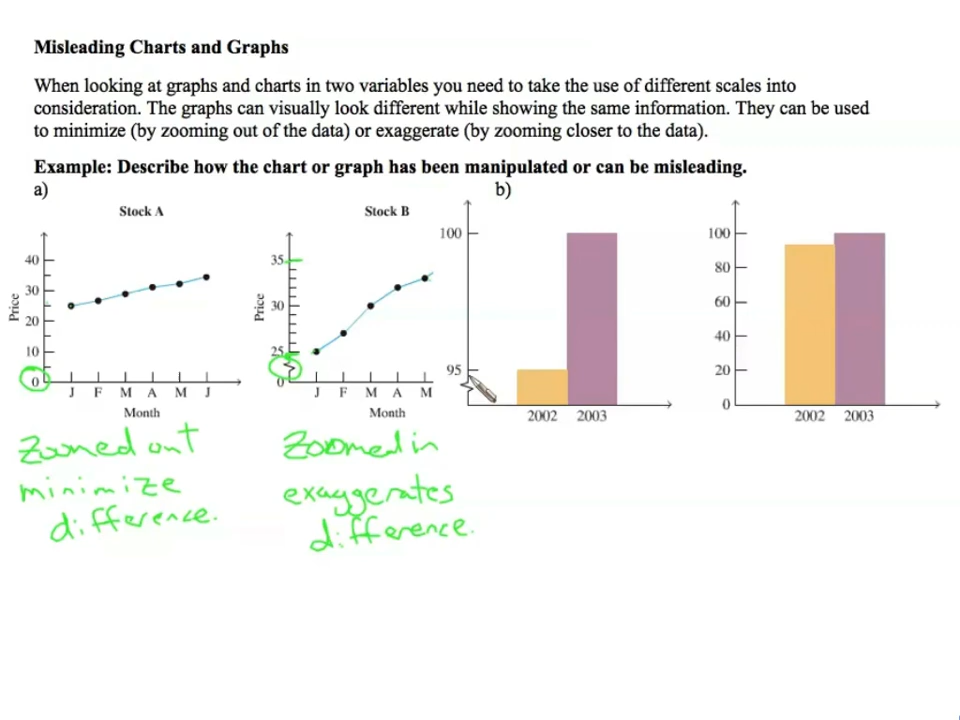 Misleading Charts and Graphs
When looking at graphs and charts in two variables you need to take the use of different scales into
consideration. The graphs can visually look different while showing the same information. They can be used
to minimize (by zooming out of the data) or exaggerate (by zooming closer to the data).
Example: Describe how the chart or graph has been manipulated or can be misleading.
a)
Stock A
Price
40
30
20
10
0
J F M A M J
Month
Stock B
Price
35
30
25
0
J F M A M
Month
b)
100
95
2002 2003
100
80
60
40
20
0
2002 2003
Zoomed out
minimize
difference.
Zoomed in
exaggerates
difference.